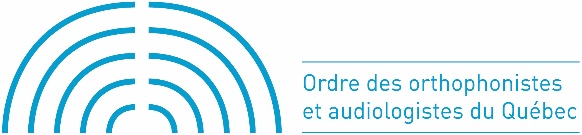 Ordre des orthophonistes
et audiologistes du Québec